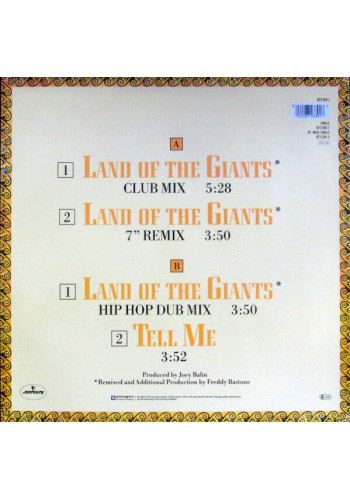 A
1 LAND OF THE GIANTS*
CLUB MIX 5:28
2 LAND OF THE GIANTS*
7" REMIX 3:50
B
1 LAND OF THE GIANTS*
HIP HOP DUB MIX 3:50
2 TELL ME
3:52
Produced by Joey Balin
*Remixed and Additional Production by Freddy Bastone
mercury